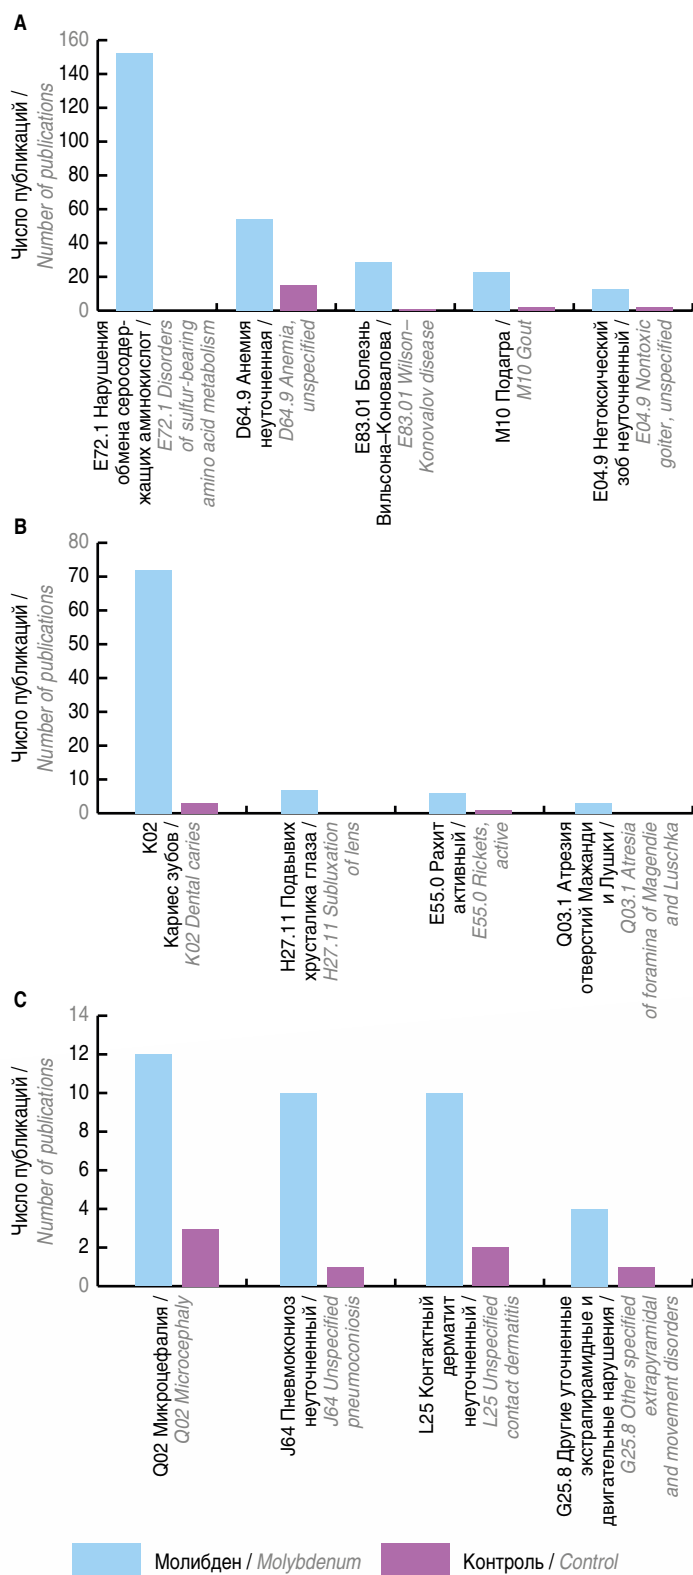 A
Число публикаций /
Number of publications
160
140
120
100
80
60
40
20
0
E72.1 Нарушения
обмена серосодер-
жащих аминокислот /
E72.1 Disorders
of sulfur-bearing
amino acid metabolism
D64.9 Анемия
неуточненная /
D64.9 Anemia,
unspecified
E83.01 Болезнь
Вильсона–Коновалова /
E83.01 Wilson–
Konovalov disease
M10 Подагра /
M10 Gout
E04.9 Нетоксический
зоб неуточненный /
E04.9 Nontoxic
goiter, unspecified
B
Число публикаций /
Number of publications
80
70
60
50
40
30
20
10
0
K02
Кариес зубов /
K02 Dental caries
H27.11 Подвывих
хрусталика глаза /
H27.11 Subluxation
of lens
E55.0 Рахит
активный /
E55.0 Rickets,
active
Q03.1 Атрезия
отверстий Мажанди
и Лушки /
Q03.1 Atresia
of foramina of Magendie
and Luschka
C
Число публикаций /
Number of publications
14
12
10
8
6
4
2
0
Q02 Микроцефалия /
Q02 Microcephaly
J64 Пневмокониоз
неуточненный /
J64 Unspecified
pneumoconiosis
L25 Контактный
дерматит
неуточненный /
L25 Unspecified
contact dermatitis
G25.8 Другие уточненные
экстрапирамидные и
двигательные нарушения /
G25.8 Other specified
extrapyramidal
and movement disorders
Молибден / Molybdenum
Контроль / Control